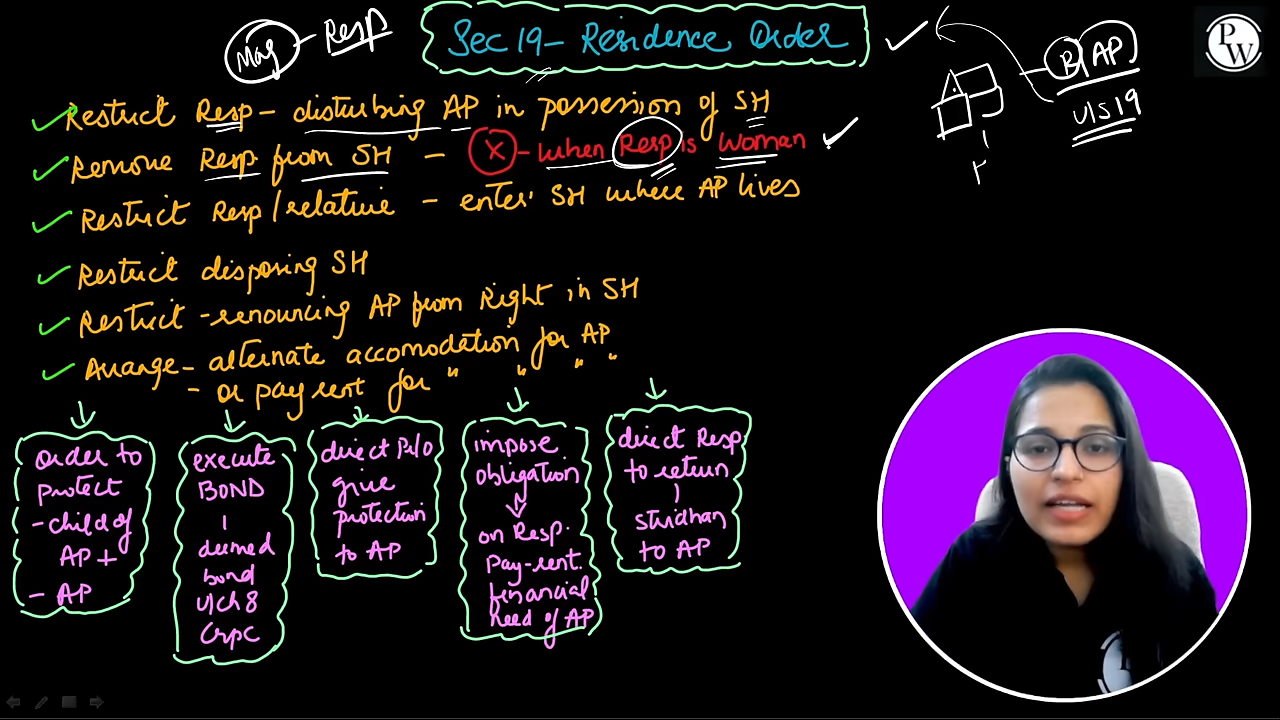 Mag - Resp
Sec 19 - Residence Order
B(AP)
u/s 19
PW
Restrict Resp - disturbing AP in possession of SH
Remove Resp from SH - X - when Resp is woman
Restrict Resp/relative - enter SH where AP lives
Restrict disposing SH
Restrict - renouncing AP from Right in SH
Arrange - alternate accomodation for AP
- or pay rent for " " " "
order to
protect
- child of
AP +
- AP
execute
BOND
deemed
bond
u/ch 8
Crpc
direct P/o
give
protection
to AP
impose
obligation
on Resp.
pay-rent.
financial
need of AP
direct Resp
to return
stridhan
to AP